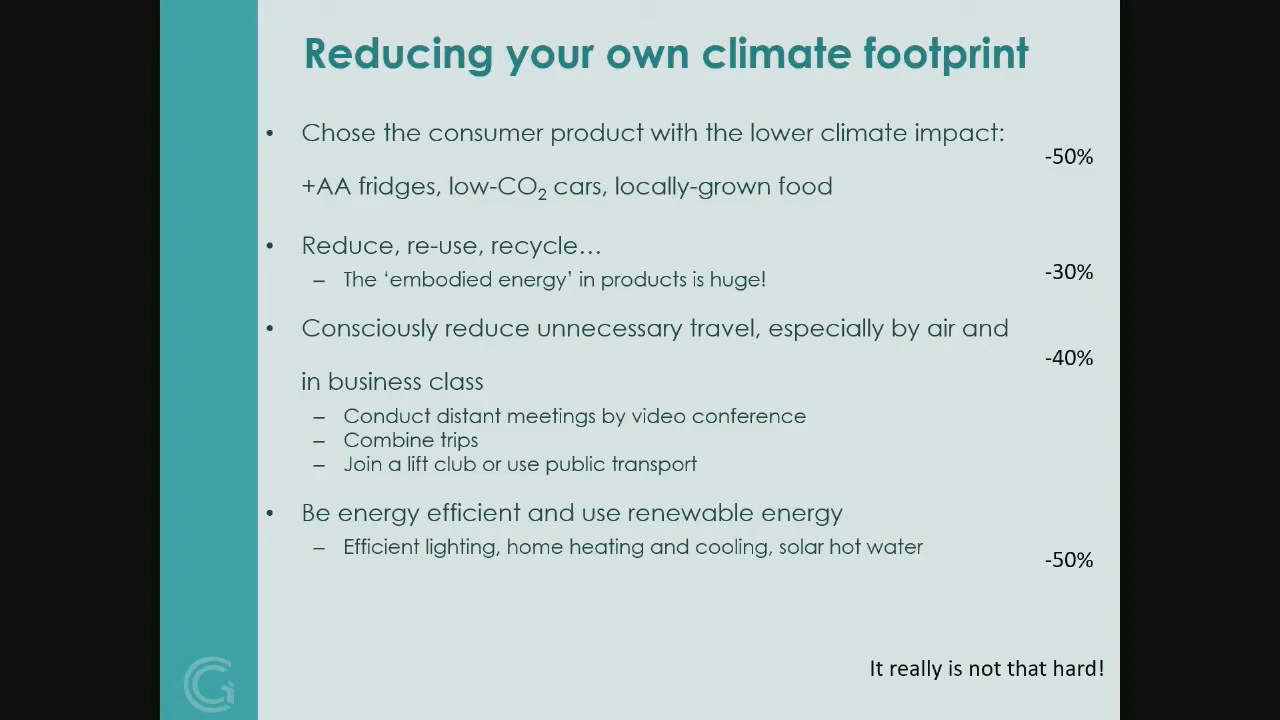 Reducing your own climate footprint
• Chose the consumer product with the lower climate impact:
-50%
+AA fridges, low-CO₂ cars, locally-grown food
• Reduce, re-use, recycle…
-30%
– The ‘embodied energy’ in products is huge!
• Consciously reduce unnecessary travel, especially by air and
-40%
in business class
– Conduct distant meetings by video conference
– Combine trips
– Join a lift club or use public transport
• Be energy efficient and use renewable energy
– Efficient lighting, home heating and cooling, solar hot water
-50%
It really is not that hard!